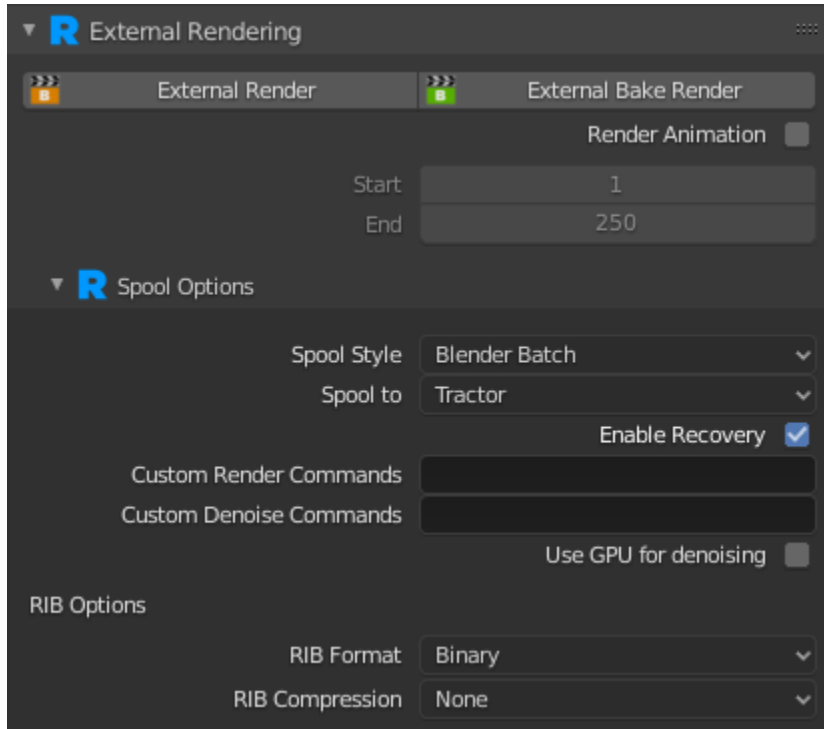 External Rendering
External Render External Bake Render
Render Animation
Start 1
End 250
Spool Options
Spool Style Blender Batch
Spool to Tractor
Enable Recovery
Custom Render Commands
Custom Denoise Commands
Use GPU for denoising
RIB Options
RIB Format Binary
RIB Compression None